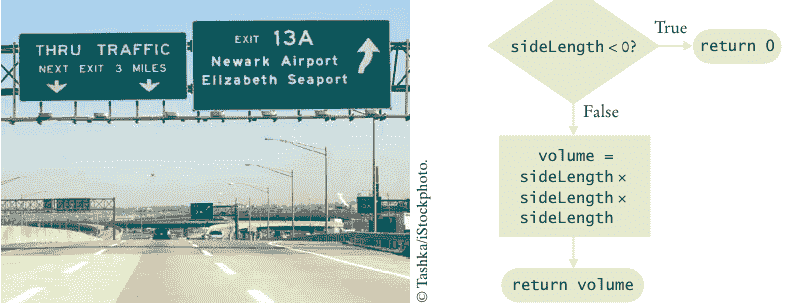 THRU TRAFFIC
NEXT EXIT 3 MILES
EXIT 13A
Newark Airport
Elizabeth Seaport
© Tashka/iStockphoto.
sideLength < 0?
True
return 0
False
volume =
sideLength ×
sideLength ×
sideLength
return volume